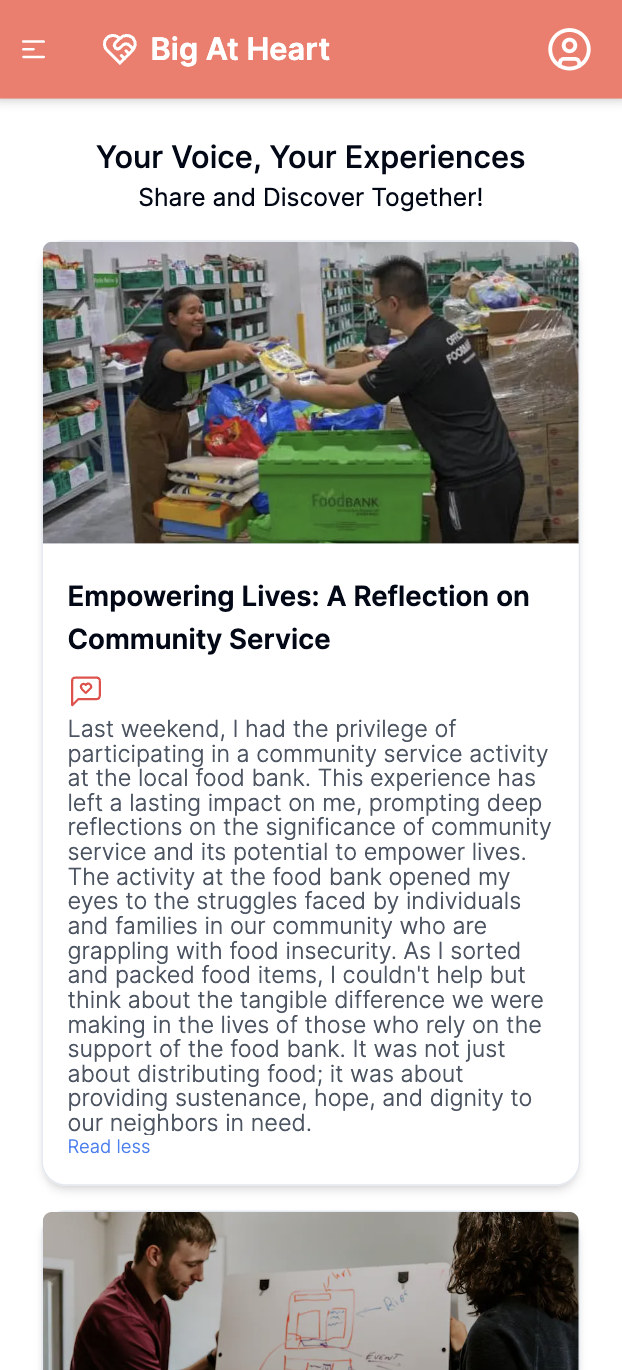 Big At Heart
Your Voice, Your Experiences
Share and Discover Together!
FoodBANK
Empowering Lives: A Reflection on
Community Service
Last weekend, I had the privilege of
participating in a community service activity
at the local food bank. This experience has
left a lasting impact on me, prompting deep
reflections on the significance of community
service and its potential to empower lives.
The activity at the food bank opened my
eyes to the struggles faced by individuals
and families in our community who are
grappling with food insecurity. As I sorted
and packed food items, I couldn't help but
think about the tangible difference we were
making in the lives of those who rely on the
support of the food bank. It was not just
about distributing food; it was about
providing sustenance, hope, and dignity to
our neighbors in need.
Read less
EVENT